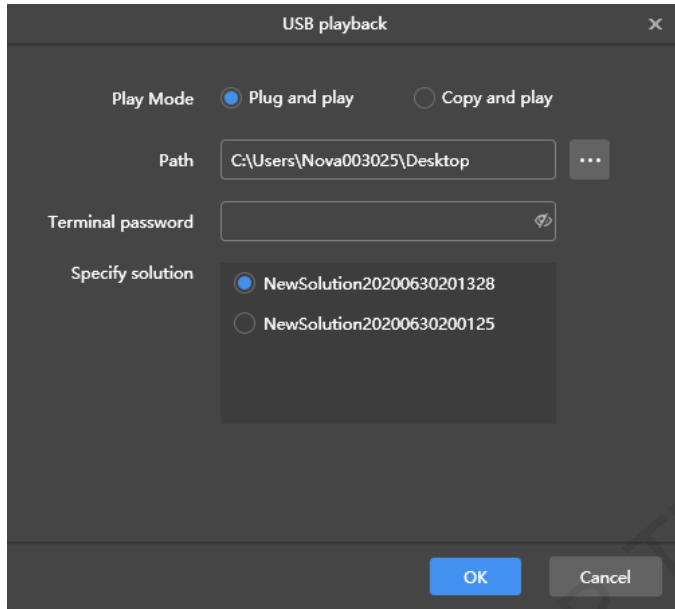 USB playback
Play Mode Plug and play Copy and play
Path C:\Users\Nova003025\Desktop ...
Terminal password
Specify solution NewSolution20200630201328
NewSolution20200630200125
OK Cancel